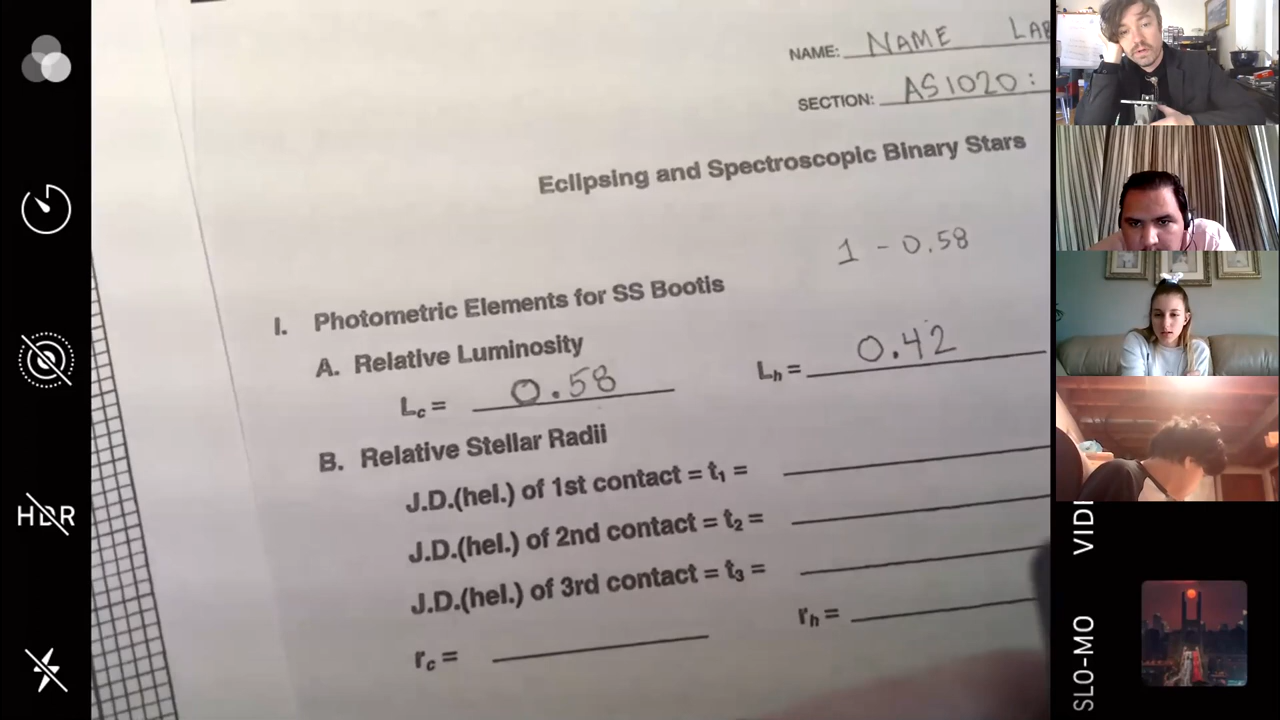 NAME: NAME LAB
SECTION: AS1020:
Eclipsing and Spectroscopic Binary Stars
1 - 0.58
I. Photometric Elements for SS Bootis
A. Relative Luminosity
Lc = 0.58 Lh = 0.42
B. Relative Stellar Radii
J.D.(hel.) of 1st contact = t1 =
J.D.(hel.) of 2nd contact = t2 =
J.D.(hel.) of 3rd contact = t3 =
rc = rh =
HDR
SLO-MO